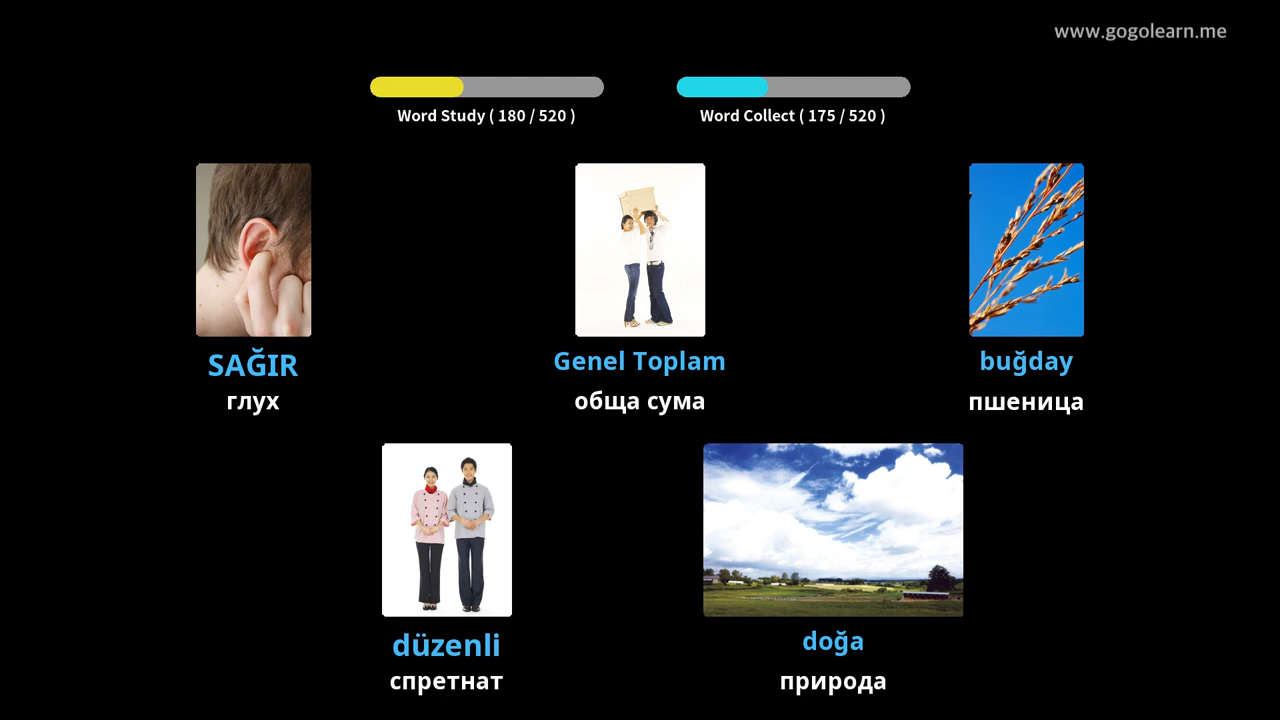 www.gogolearn.me
Word Study ( 180 / 520 )
Word Collect ( 175 / 520 )
SAĞIR
глух
Genel Toplam
обща сума
buğday
пшеница
düzenli
спретнат
doğa
природа